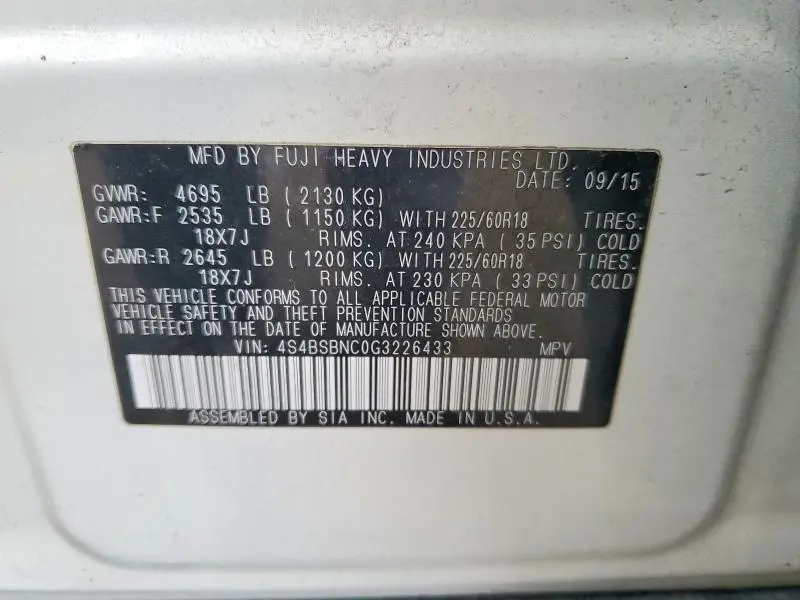 MFD BY FUJI HEAVY INDUSTRIES LTD.
DATE: 09/15
GVWR: 4695 LB ( 2130 KG)
GAWR:F 2535 LB ( 1150 KG) WITH 225/60R18 TIRES.
18X7J RIMS. AT 240 KPA ( 35 PSI) COLD
GAWR:R 2645 LB ( 1200 KG) WITH 225/60R18 TIRES.
18X7J RIMS. AT 230 KPA ( 33 PSI) COLD
THIS VEHICLE CONFORMS TO ALL APPLICABLE FEDERAL MOTOR
VEHICLE SAFETY AND THEFT PREVENTION STANDARDS
IN EFFECT ON THE DATE OF MANUFACTURE SHOWN ABOVE.
VIN: 4S4BSBNC0G3226433 MPV
ASSEMBLED BY SIA INC. MADE IN U.S.A.